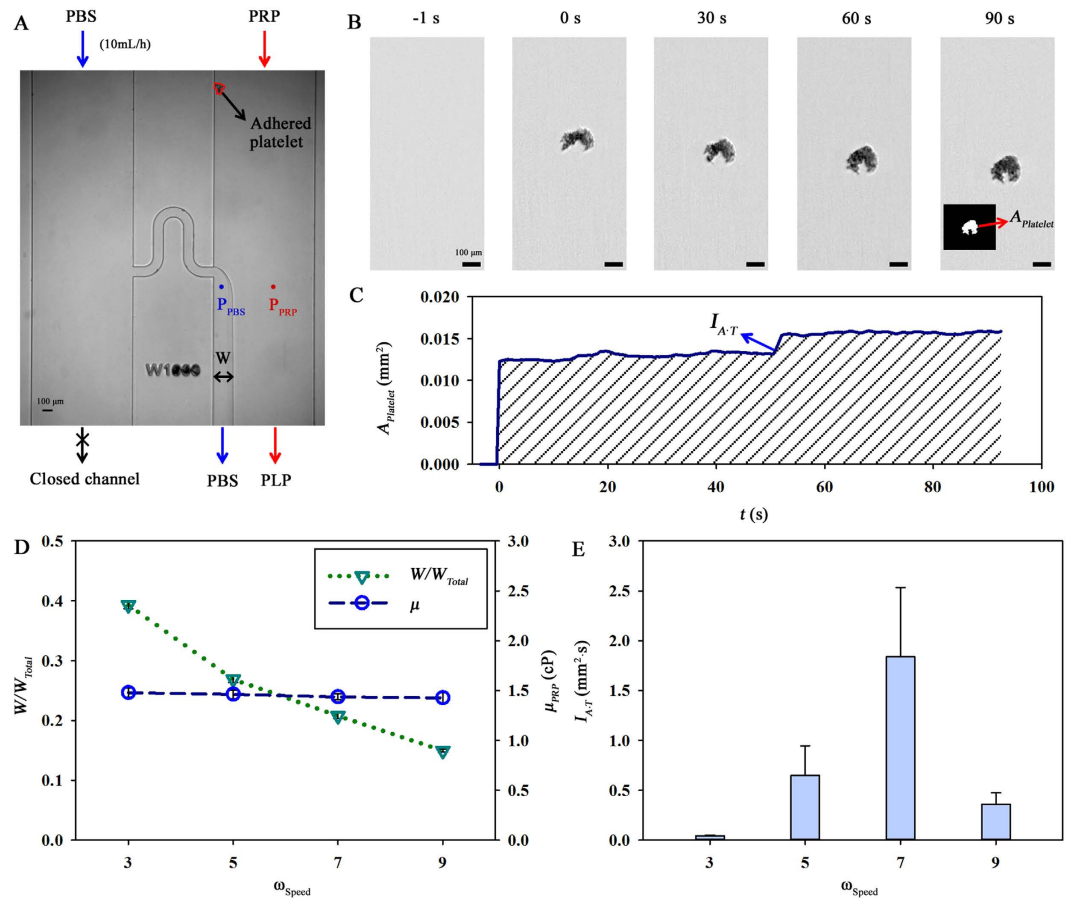 A
PBS
PRP
(10mL/h)
Adhered
platelet
P_PBS
P_PRP
W
100 μm
Closed channel
PBS
PLP
B
-1 s
0 s
30 s
60 s
90 s
A_Platelet
100 μm
C
0.020
0.015
0.010
0.005
0.000
A_Platelet (mm²)
I_A·T
0
20
40
60
80
100
t (s)
D
0.5
0.4
0.3
0.2
0.1
0.0
W/W_Total
W/W_Total
μ
3.0
2.5
2.0
1.5
1.0
0.5
0.0
μ_PRP (cP)
3
5
7
9
ω_Speed
E
3.0
2.5
2.0
1.5
1.0
0.5
0.0
I_A·T (mm²·s)
3
5
7
9
ω_Speed